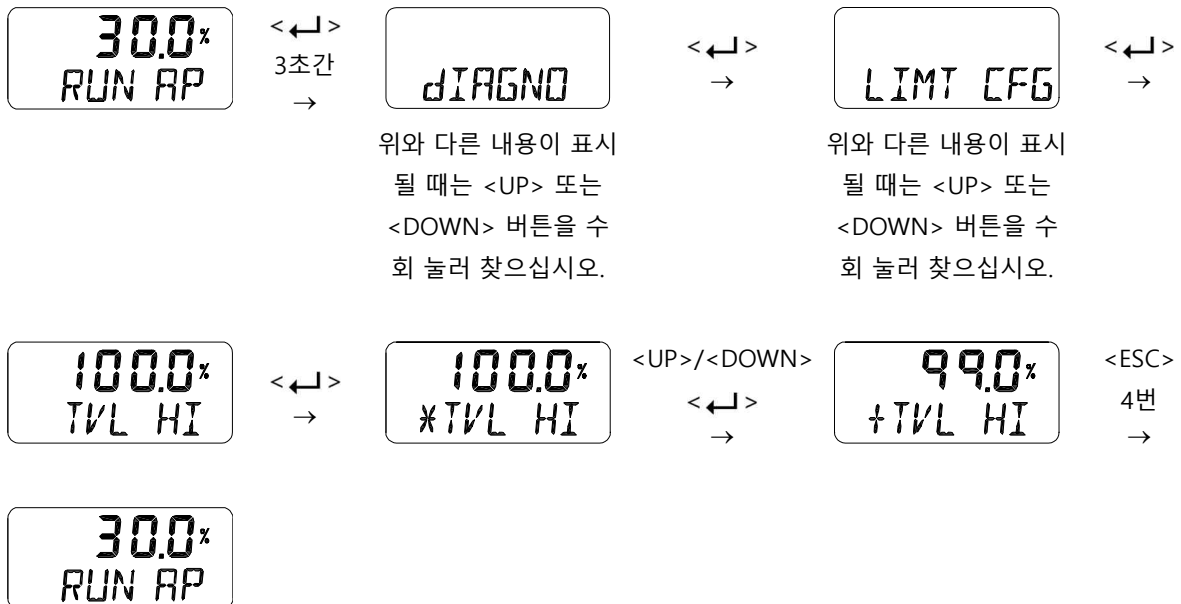 30.0%
RUN AP
< ↵ >
3초간
→
dIAGNO
< ↵ >
→
LIMT CFG
< ↵ >
→
위와 다른 내용이 표시
될 때는 <UP> 또는
<DOWN> 버튼을 수
회 눌러 찾으십시오.
위와 다른 내용이 표시
될 때는 <UP> 또는
<DOWN> 버튼을 수
회 눌러 찾으십시오.
100.0%
TVL HI
< ↵ >
→
100.0%
*TVL HI
<UP>/<DOWN>
< ↵ >
→
99.0%
+TVL HI
<ESC>
4번
→
30.0%
RUN AP